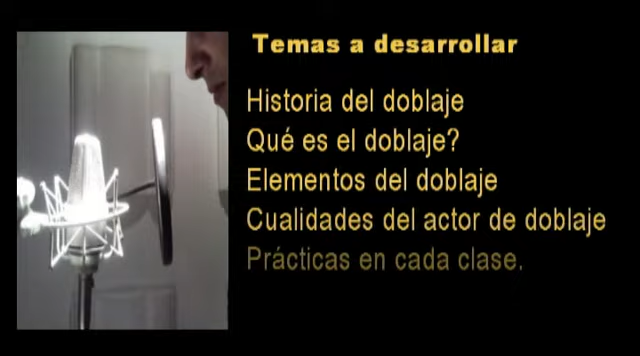 Temas a desarrollar
Historia del doblaje
Qué es el doblaje?
Elementos del doblaje
Cualidades del actor de doblaje
Prácticas en cada clase.